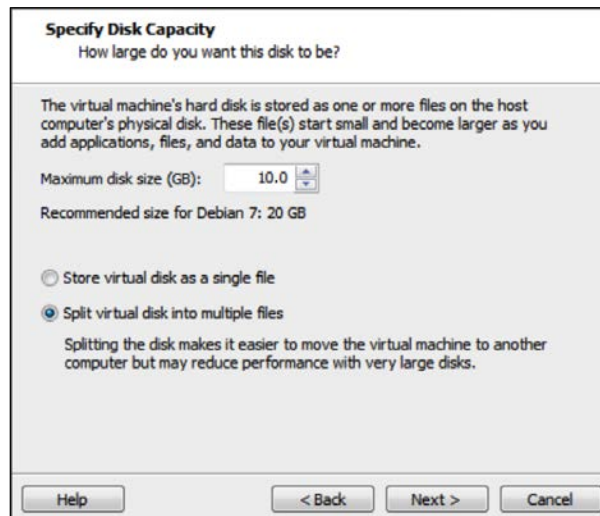 Specify Disk Capacity
How large do you want this disk to be?
The virtual machine's hard disk is stored as one or more files on the host
computer's physical disk. These file(s) start small and become larger as you
add applications, files, and data to your virtual machine.
Maximum disk size (GB): 10.0
Recommended size for Debian 7: 20 GB
Store virtual disk as a single file
Split virtual disk into multiple files
Splitting the disk makes it easier to move the virtual machine to another
computer but may reduce performance with very large disks.
Help < Back Next > Cancel